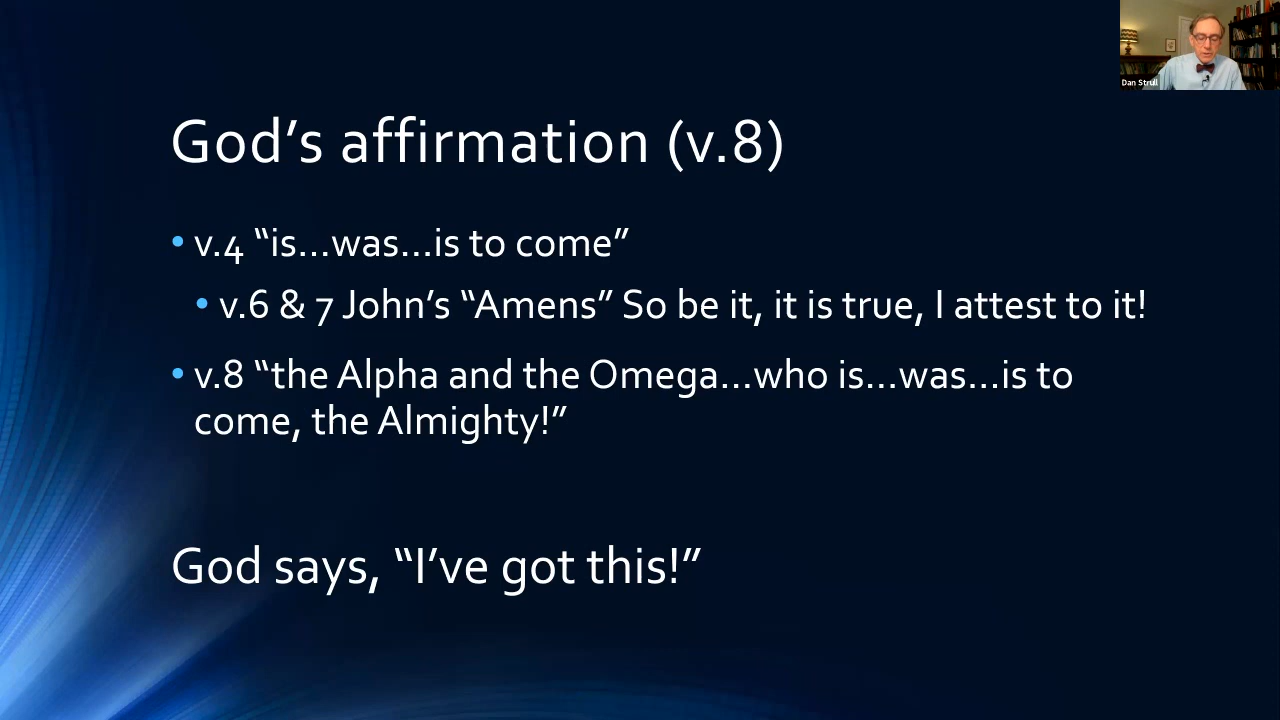 Dan Strull
God’s affirmation (v.8)
• v.4 “is…was…is to come”
• v.6 & 7 John’s “Amens” So be it, it is true, I attest to it!
• v.8 “the Alpha and the Omega…who is…was…is to
come, the Almighty!”
God says, “I’ve got this!”